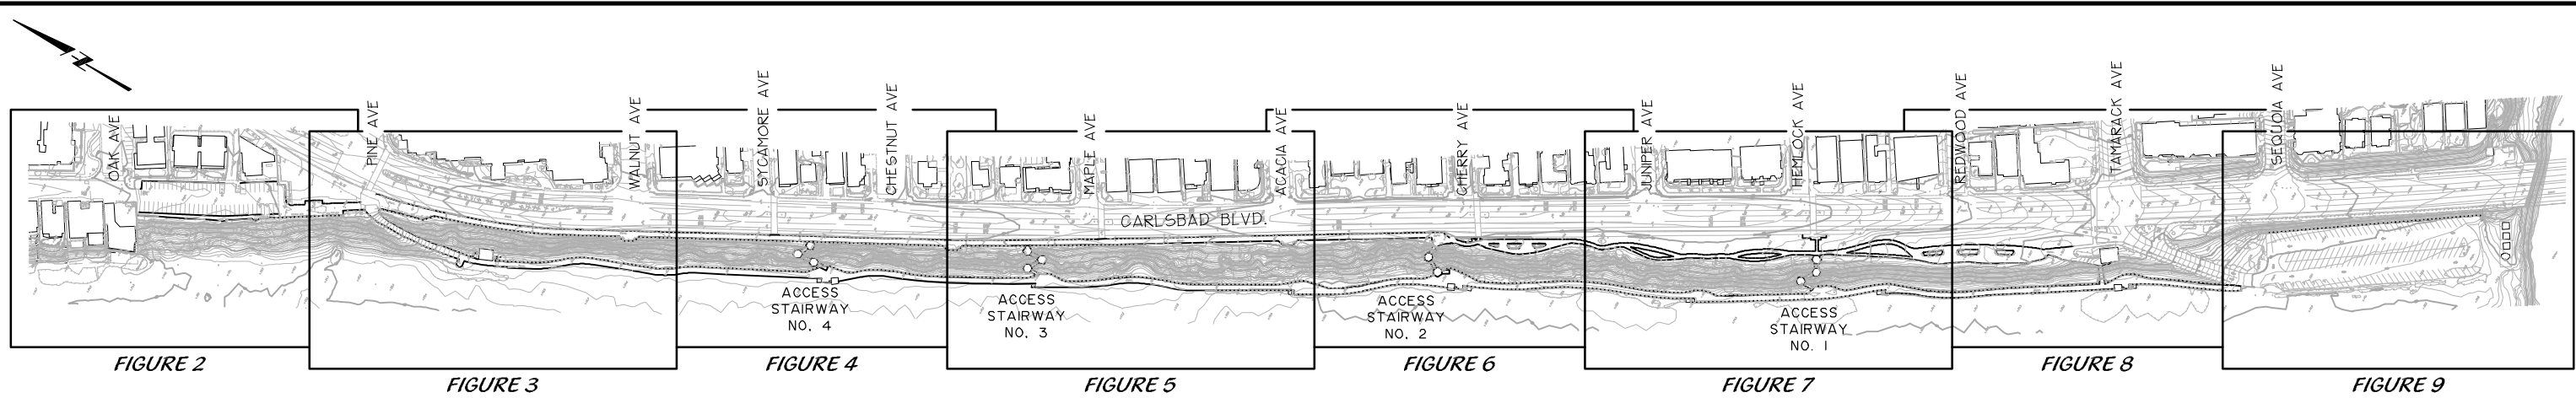 OAK AVE
PINE AVE
WALNUT AVE
SYCAMORE AVE
CHESTNUT AVE
MAPLE AVE
ACACIA AVE
CHERRY AVE
JUNIPER AVE
HEMLOCK AVE
REDWOOD AVE
TAMARACK AVE
SEQUOIA AVE
CARLSBAD BLVD.
ACCESS
STAIRWAY
NO. 4
ACCESS
STAIRWAY
NO. 3
ACCESS
STAIRWAY
NO. 2
ACCESS
STAIRWAY
NO. 1
FIGURE 2
FIGURE 3
FIGURE 4
FIGURE 5
FIGURE 6
FIGURE 7
FIGURE 8
FIGURE 9